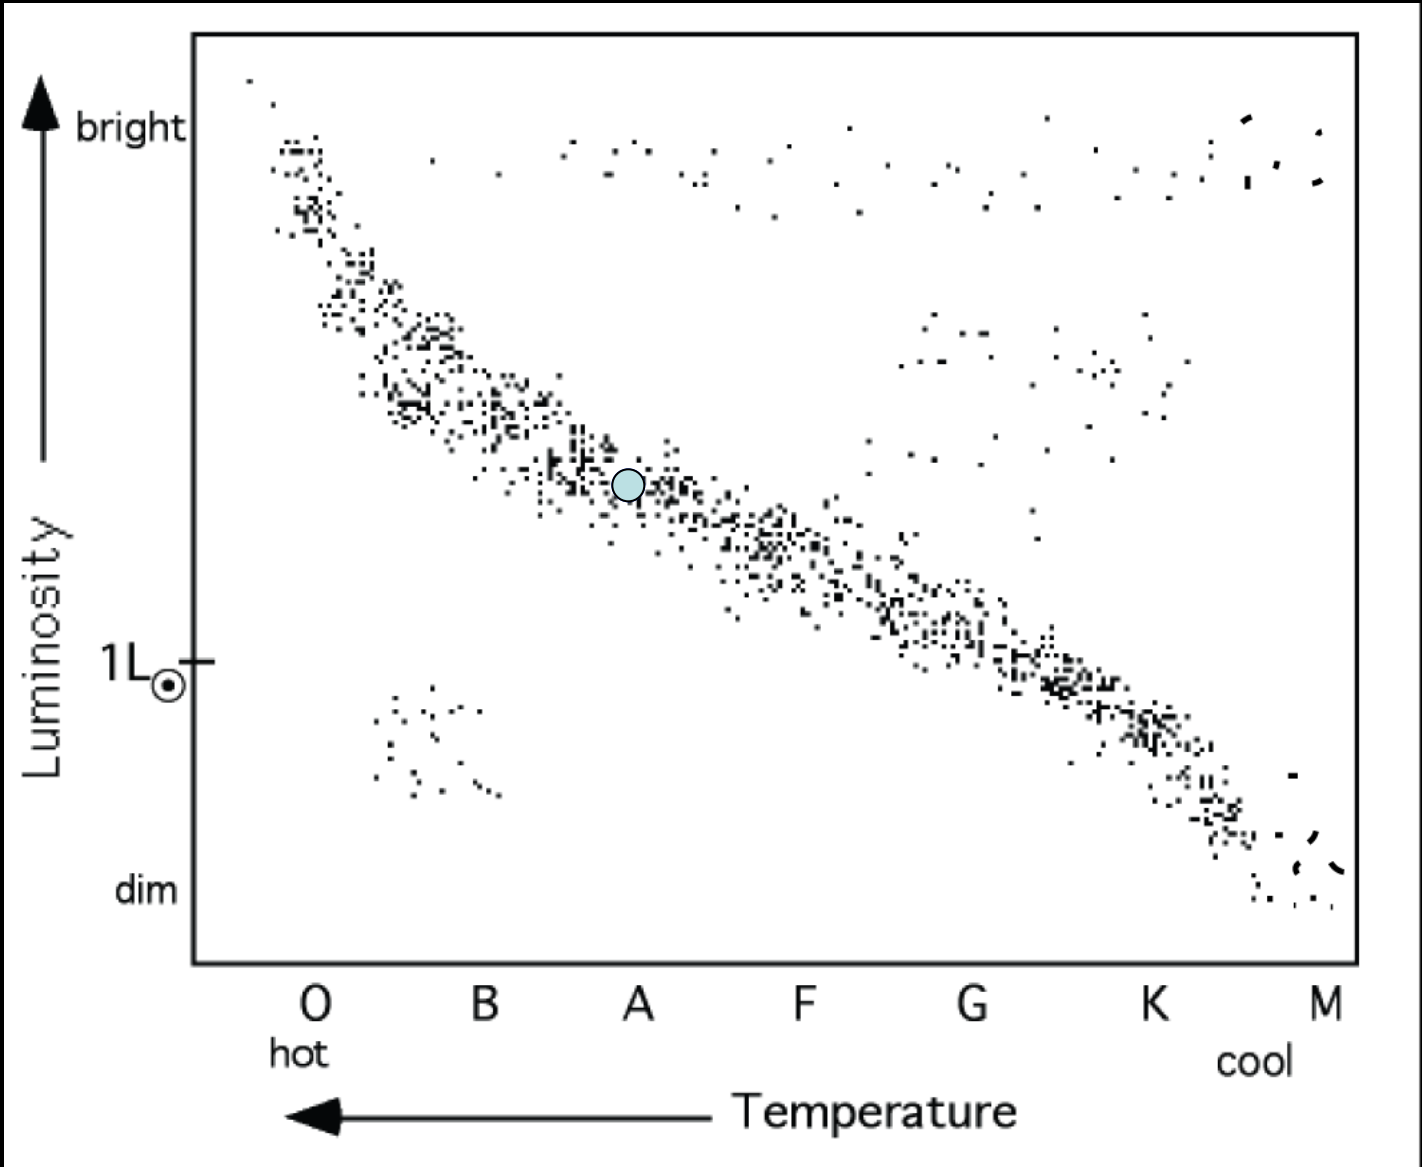 bright
Luminosity
1L☉
dim
O B A F G K M
hot cool
Temperature